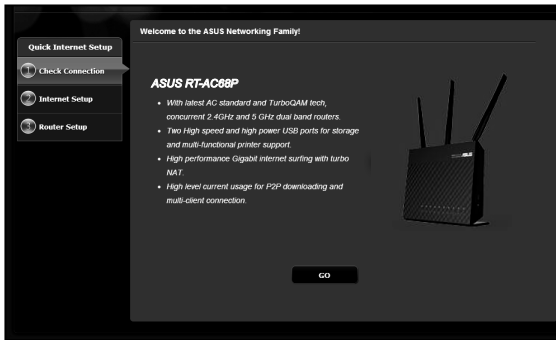 Welcome to the ASUS Networking Family!
Quick Internet Setup
1 Check Connection
2 Internet Setup
3 Router Setup
ASUS RT-AC68P
• With latest AC standard and TurboQAM tech,
concurrent 2.4GHz and 5 GHz dual band routers.
• Two High speed and high power USB ports for storage
and multi-functional printer support.
• High performance Gigabit internet surfing with turbo
NAT.
• High level current usage for P2P downloading and
multi-client connection.
GO